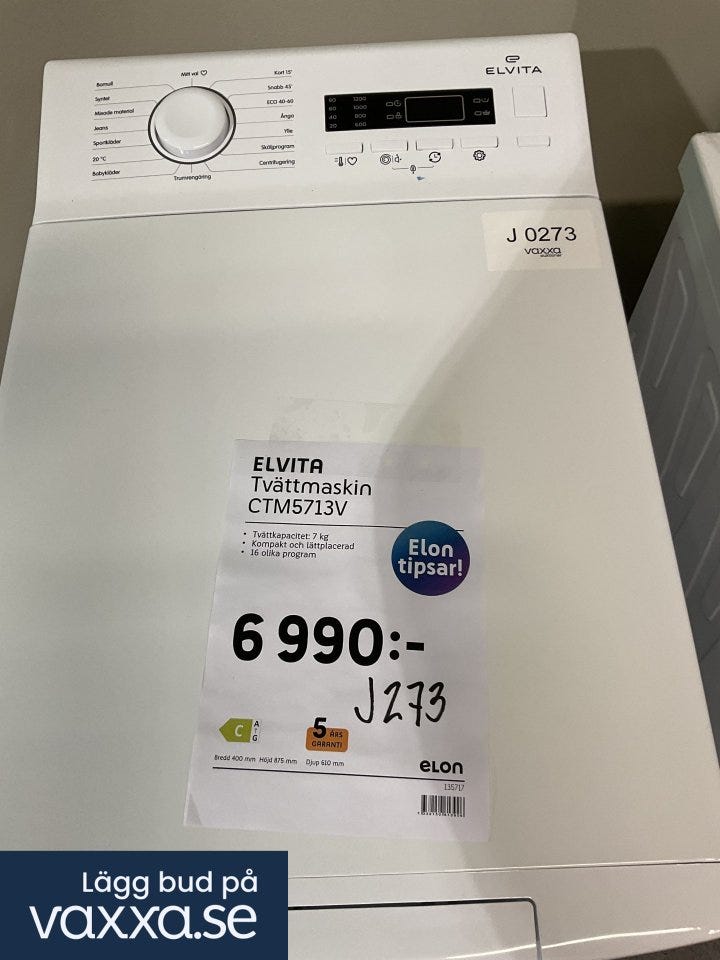 ELVITA
Mitt val
Bomull
Syntet
Mixade material
Jeans
Sportkläder
20 °C
Babykläder
Trumrengöring
Kort 15'
Snabb 45'
ECO 40-60
Ånga
Ylle
Sköljprogram
Centrifugering
80 1200
60 1000
40 800
20 600
J 0273
vaxxa
ELVITA
Tvättmaskin
CTM5713V
• Tvättkapacitet: 7 kg
• Kompakt och lättplacerad
• 16 olika program
Elon
tipsar!
6 990:-
J273
C
A
G
5 ÅRS
GARANTI
Bredd 400 mm Höjd 875 mm Djup 610 mm
eLon
135717
Lägg bud på
vaxxa.se